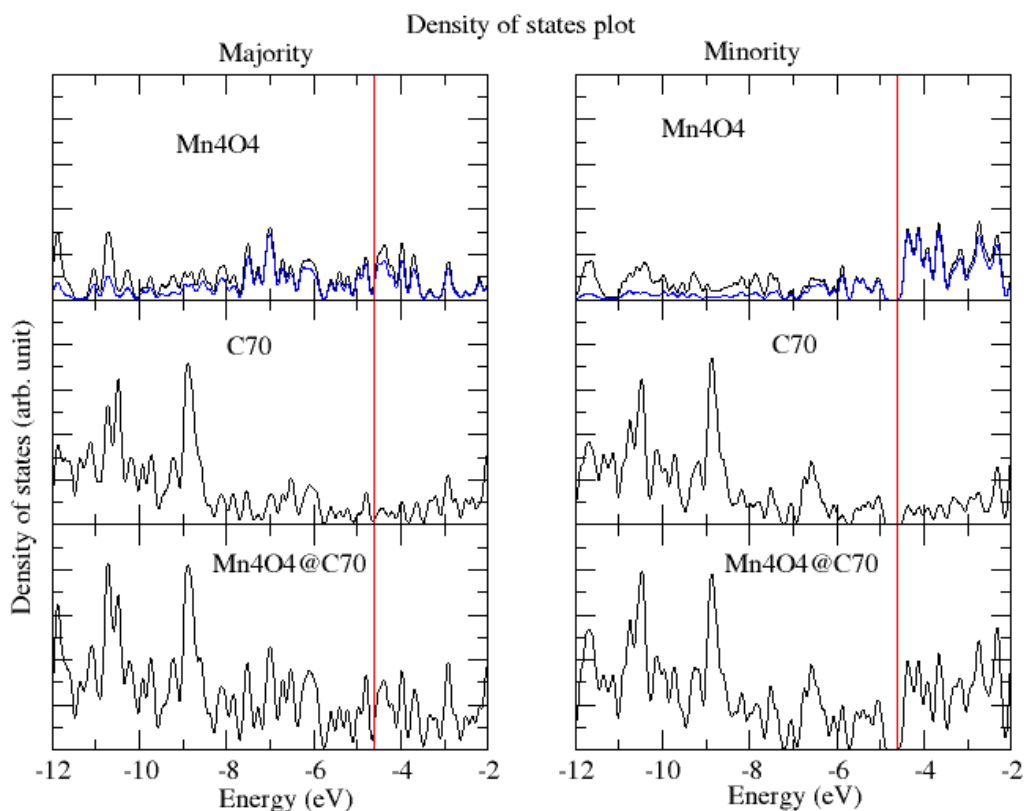 Density of states plot
Majority
Minority
Mn4O4
Mn4O4
C70
C70
Mn4O4@C70
Mn4O4@C70
Density of states (arb. unit)
-12 -10 -8 -6 -4 -2
-12 -10 -8 -6 -4 -2
Energy (eV)
Energy (eV)